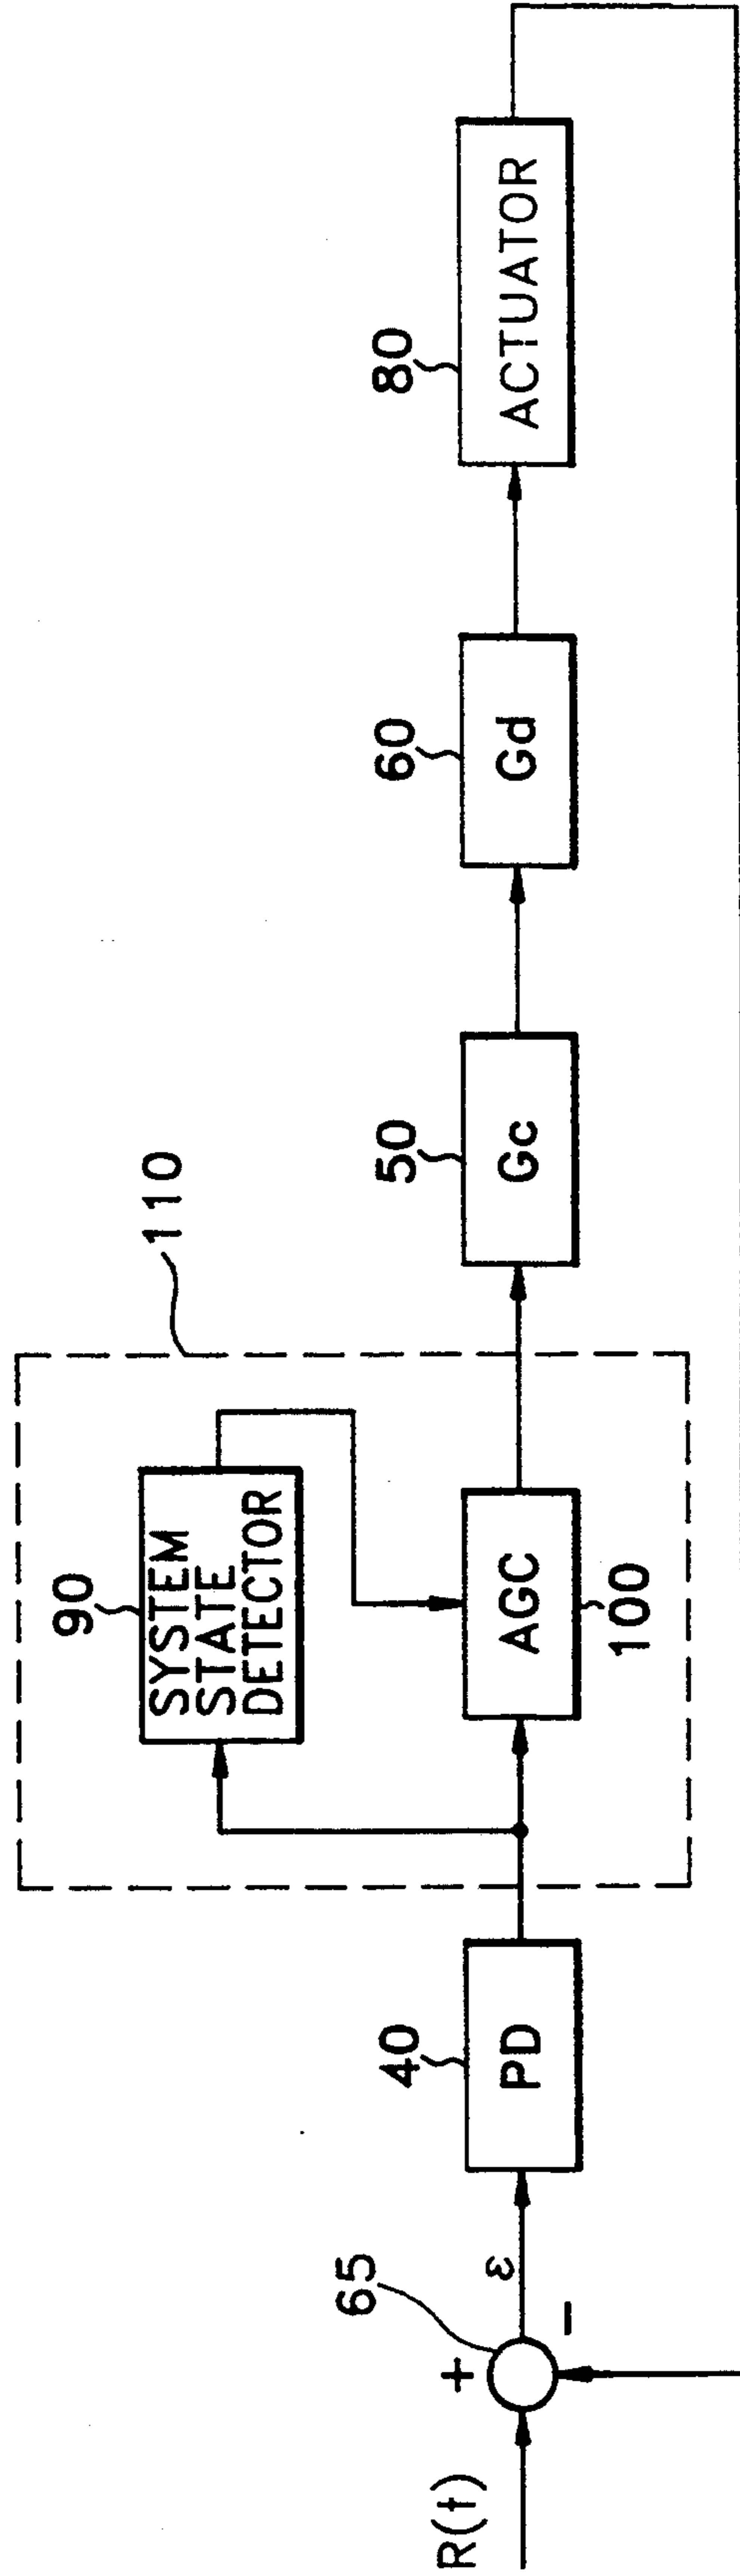 R(t)
+
−
65
ε
40
PD
90
SYSTEM
STATE
DETECTOR
AGC
100
110
50
Gc
60
Gd
80
ACTUATOR